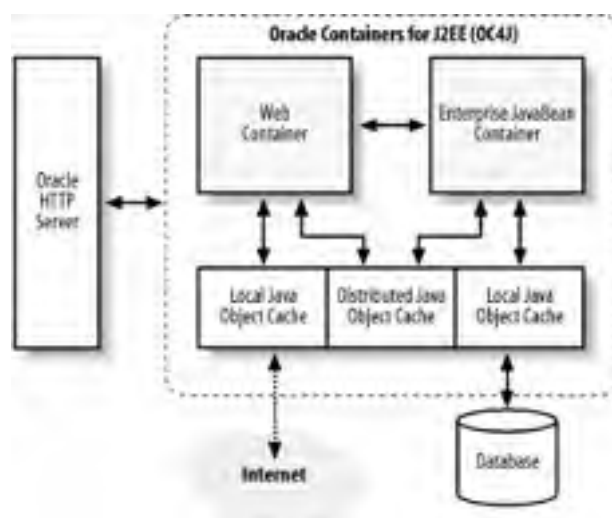 Oracle Containers for J2EE (OC4J)
Web
Container
Enterprise JavaBean
Container
Oracle
HTTP
Server
Local Java
Object Cache
Distributed Java
Object Cache
Local Java
Object Cache
Internet
Database